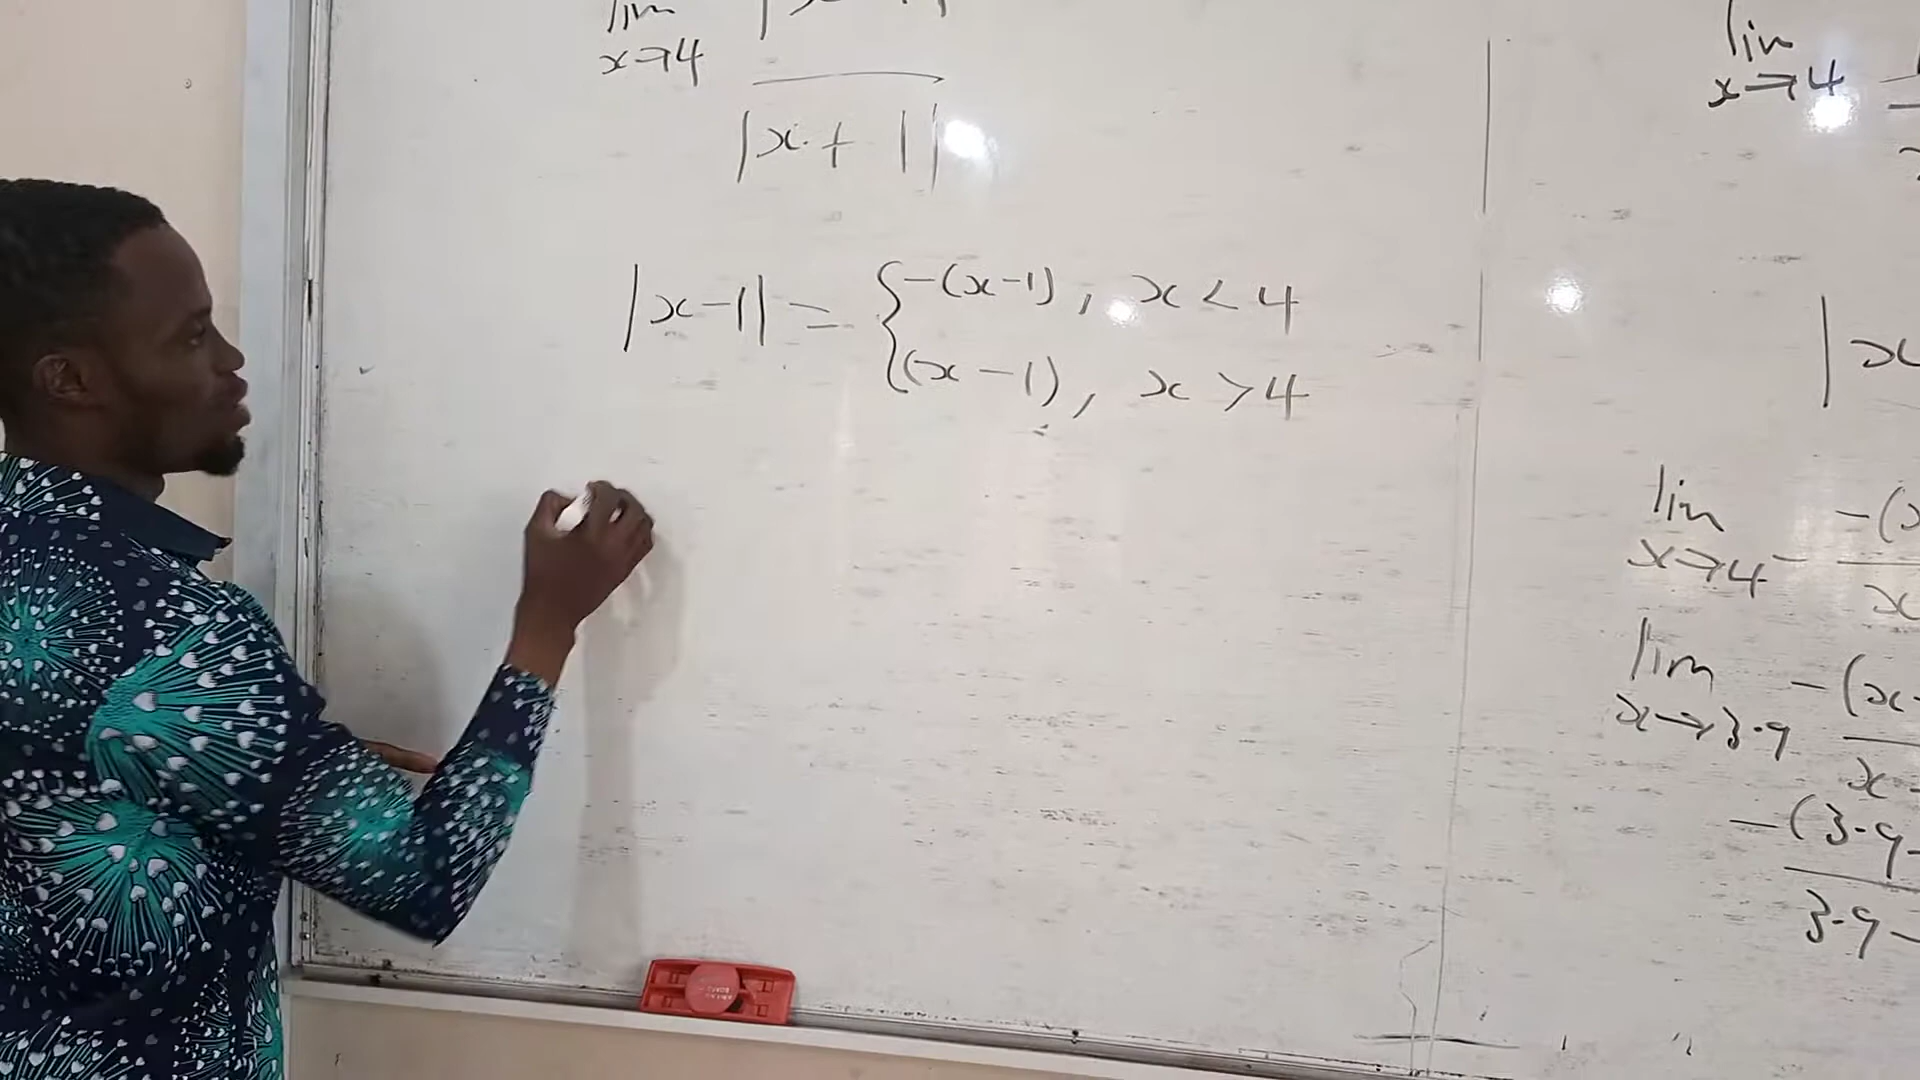 lim
x→4
|x+1|
|x-1| = { -(x-1), x < 4
(x-1), x > 4
lim
x→4
|x
lim -(x
x→4⁻ x
lim -(x-
x→3.9 x-
-(3.9-
3.9-